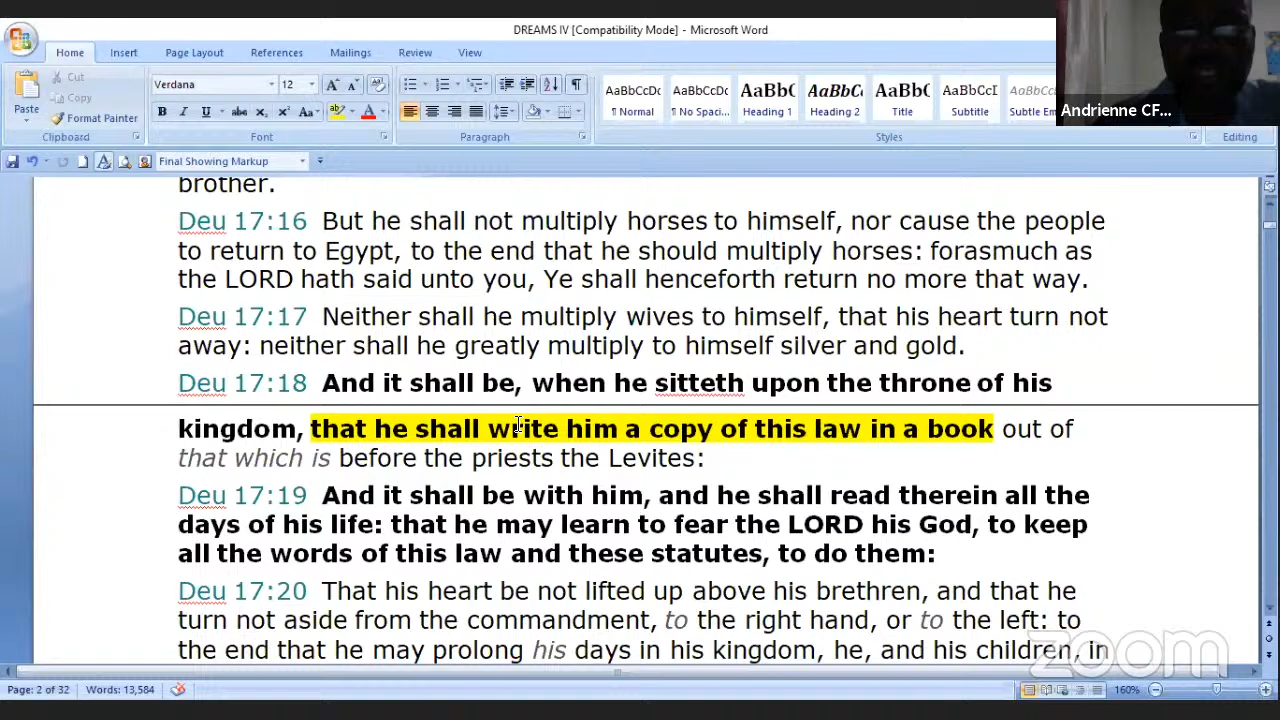 DREAMS IV [Compatibility Mode] - Microsoft Word
Home Insert Page Layout References Mailings Review View
Paste
Cut
Copy
Format Painter
Clipboard
Verdana 12
Font
Paragraph
AaBbCcDc AaBbCcDc AaBbC AaBbCc AaBb( AaBbCcI AaBbCcDc
¶ Normal ¶ No Spaci... Heading 1 Heading 2 Title Subtitle Subtle Em
Styles
Editing
Andrienne CF...
Final Showing Markup
brother.
Deu 17:16 But he shall not multiply horses to himself, nor cause the people
to return to Egypt, to the end that he should multiply horses: forasmuch as
the LORD hath said unto you, Ye shall henceforth return no more that way.
Deu 17:17 Neither shall he multiply wives to himself, that his heart turn not
away: neither shall he greatly multiply to himself silver and gold.
Deu 17:18 And it shall be, when he sitteth upon the throne of his
kingdom, that he shall write him a copy of this law in a book out of
that which is before the priests the Levites:
Deu 17:19 And it shall be with him, and he shall read therein all the
days of his life: that he may learn to fear the LORD his God, to keep
all the words of this law and these statutes, to do them:
Deu 17:20 That his heart be not lifted up above his brethren, and that he
turn not aside from the commandment, to the right hand, or to the left: to
the end that he may prolong his days in his kingdom, he, and his children, in
zoom
Page: 2 of 32 Words: 13,584 160%